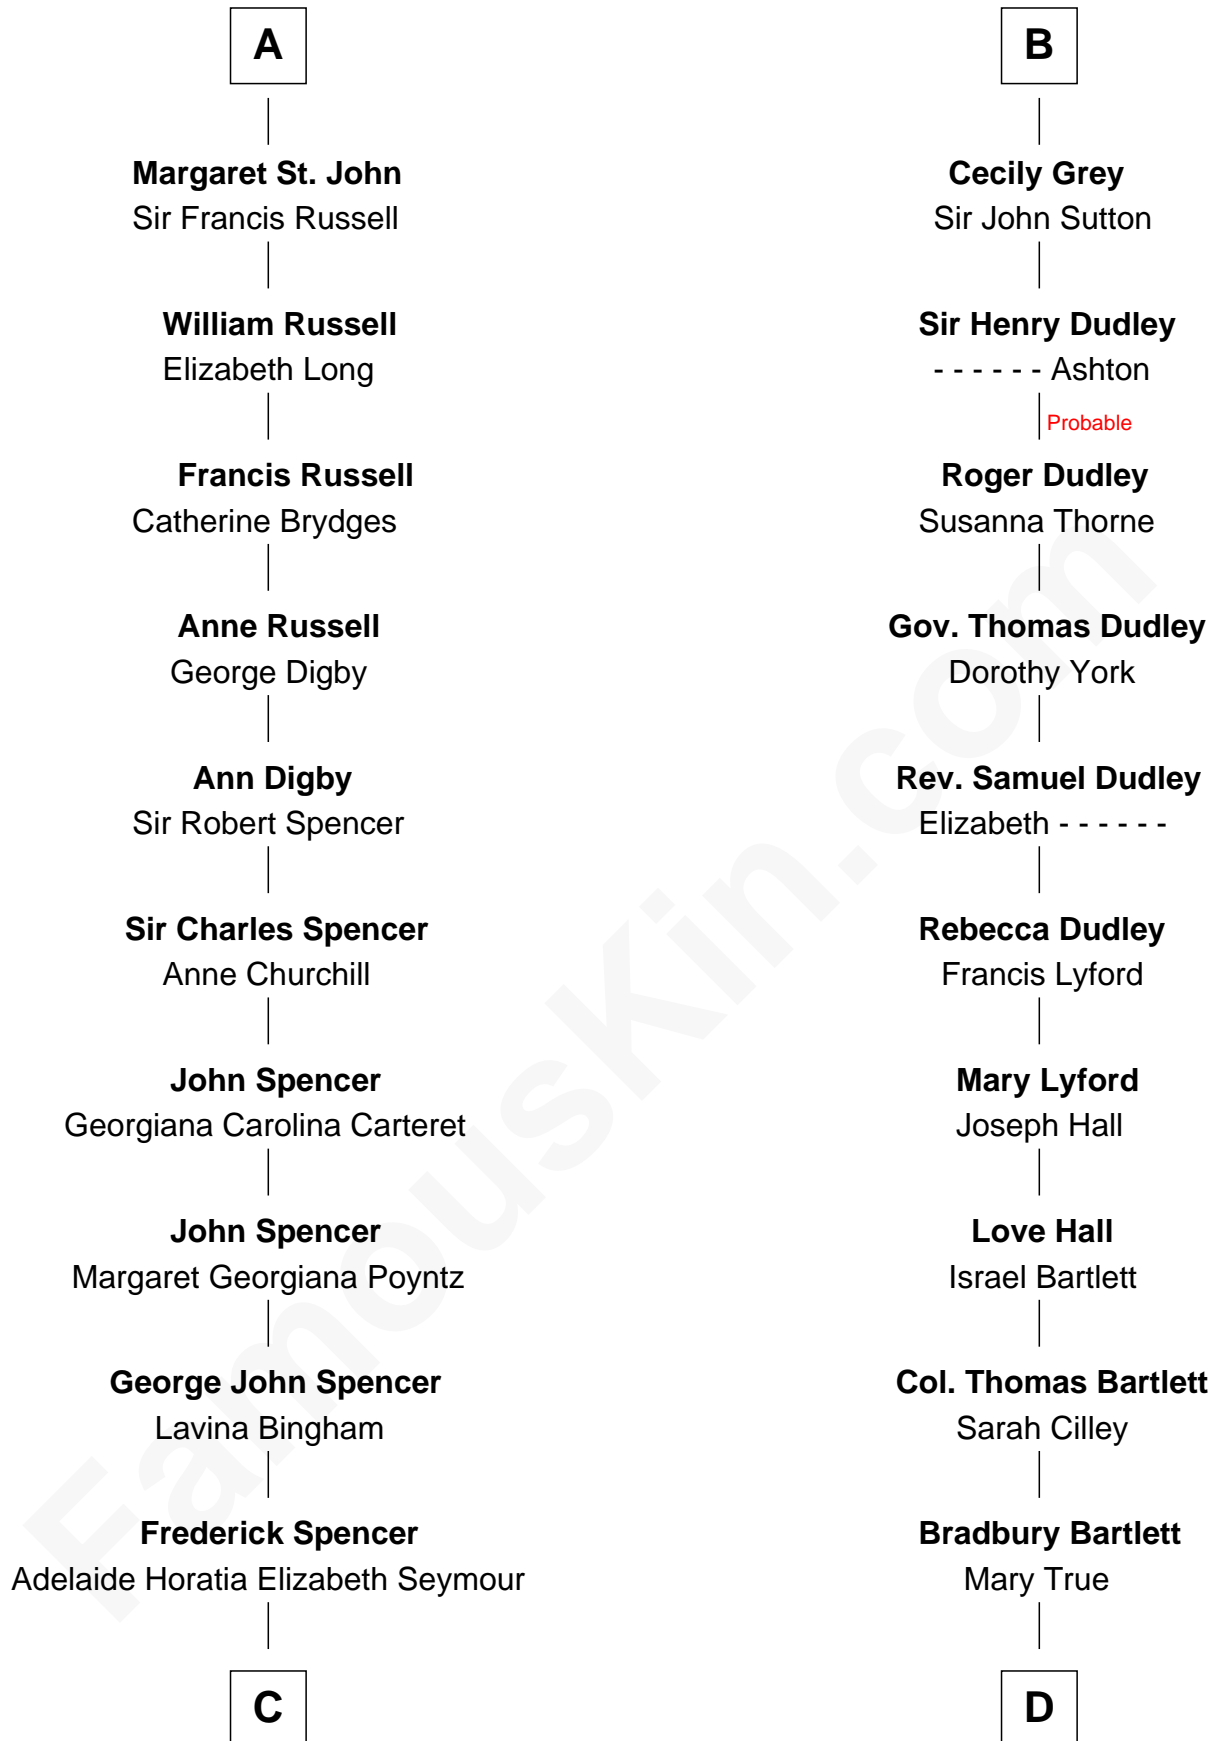 A
Margaret St. John
Sir Francis Russell
William Russell
Elizabeth Long
Francis Russell
Catherine Brydges
Anne Russell
George Digby
Ann Digby
Sir Robert Spencer
Sir Charles Spencer
Anne Churchill
John Spencer
Georgiana Carolina Carteret
John Spencer
Margaret Georgiana Poyntz
George John Spencer
Lavina Bingham
Frederick Spencer
Adelaide Horatia Elizabeth Seymour
C
B
Cecily Grey
Sir John Sutton
Sir Henry Dudley
- - - - - - Ashton
Probable
Roger Dudley
Susanna Thorne
Gov. Thomas Dudley
Dorothy York
Rev. Samuel Dudley
Elizabeth - - - - - -
Rebecca Dudley
Francis Lyford
Mary Lyford
Joseph Hall
Love Hall
Israel Bartlett
Col. Thomas Bartlett
Sarah Cilley
Bradbury Bartlett
Mary True
D
FamousKin.com